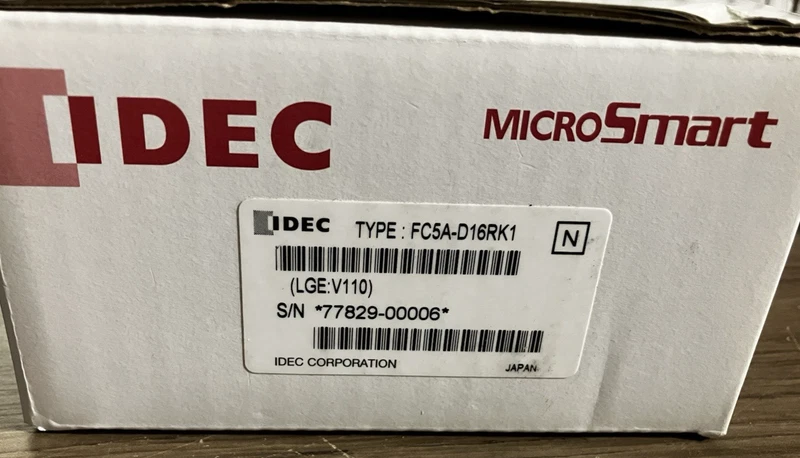 IDEC
MICROSmart
IDEC TYPE : FC5A-D16RK1 N
(LGE:V110)
S/N *77829-00006*
IDEC CORPORATION JAPAN